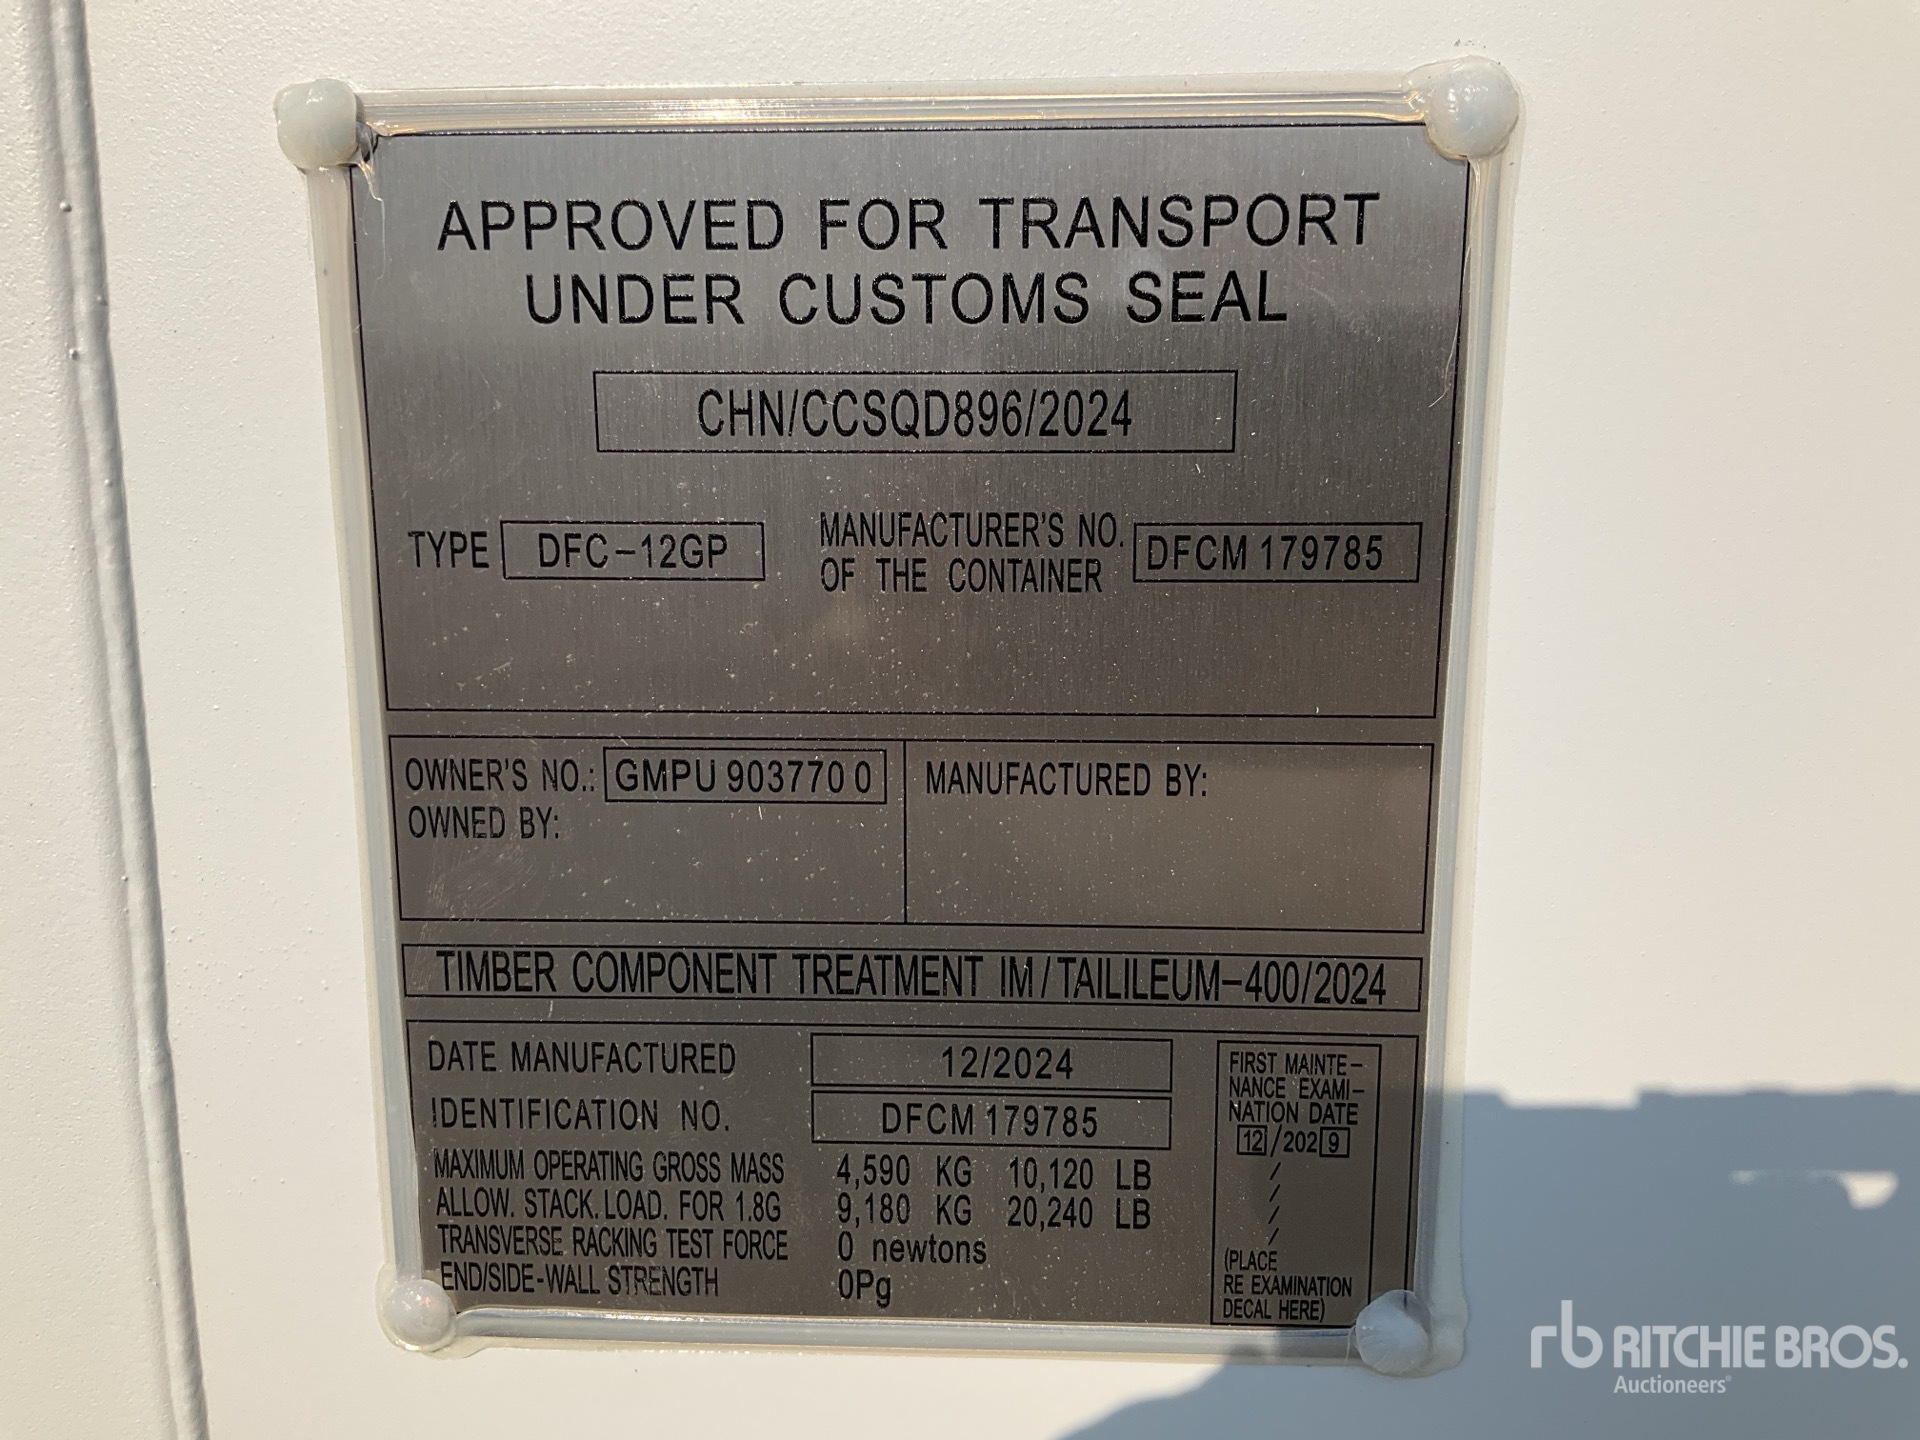 APPROVED FOR TRANSPORT
UNDER CUSTOMS SEAL
CHN/CCSQD896/2024
TYPE DFC-12GP
MANUFACTURER'S NO.
OF THE CONTAINER
DFCM 179785
OWNER'S NO.: GMPU 903770 0
OWNED BY:
MANUFACTURED BY:
TIMBER COMPONENT TREATMENT IM/TAILILEUM-400/2024
DATE MANUFACTURED 12/2024
IDENTIFICATION NO. DFCM 179785
MAXIMUM OPERATING GROSS MASS 4,590 KG 10,120 LB
ALLOW. STACK. LOAD. FOR 1.8G 9,180 KG 20,240 LB
TRANSVERSE RACKING TEST FORCE 0 newtons
END/SIDE-WALL STRENGTH 0Pg
FIRST MAINTE-
NANCE EXAMI-
NATION DATE
12/2029
/
/
/
/
(PLACE
RE EXAMINATION
DECAL HERE)
rb RITCHIE BROS.
Auctioneers